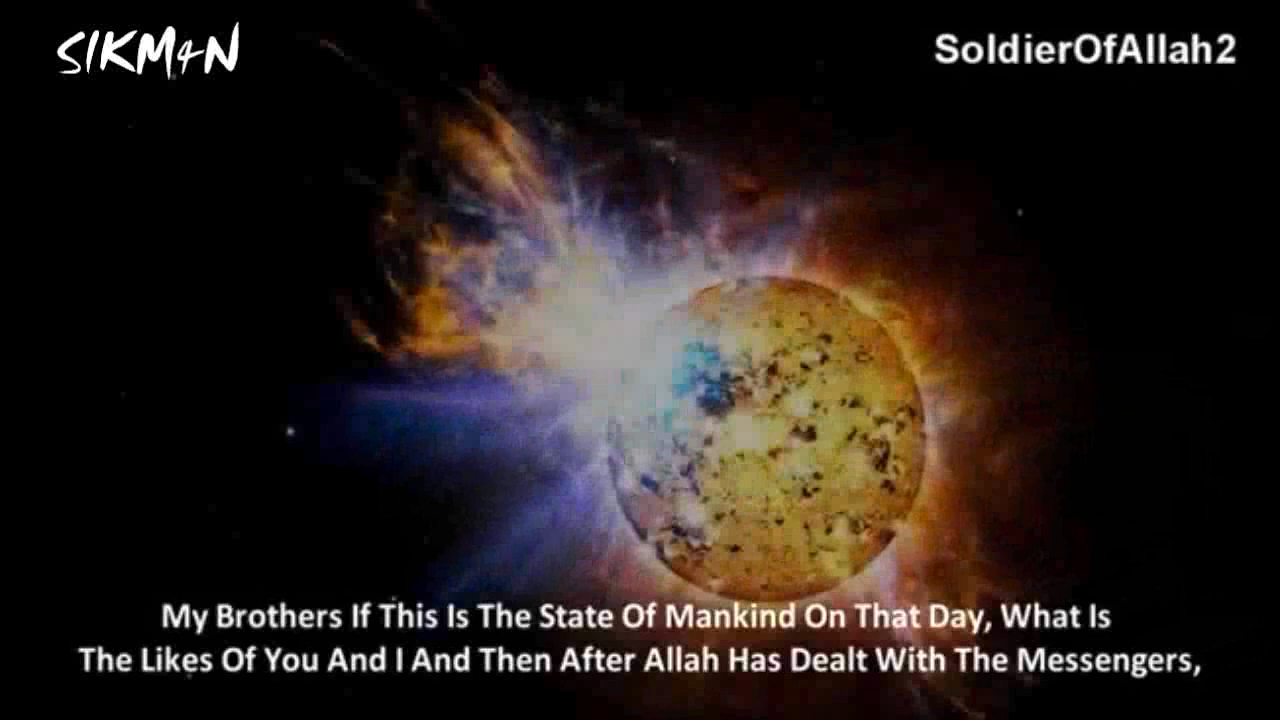 SIKM4N
SoldierOfAllah2
My Brothers If This Is The State Of Mankind On That Day, What Is
The Likes Of You And I And Then After Allah Has Dealt With The Messengers,